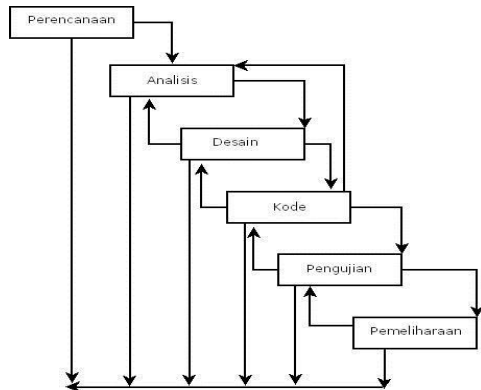 Perencanaan
Analisis
Desain
Kode
Pengujian
Pemeliharaan